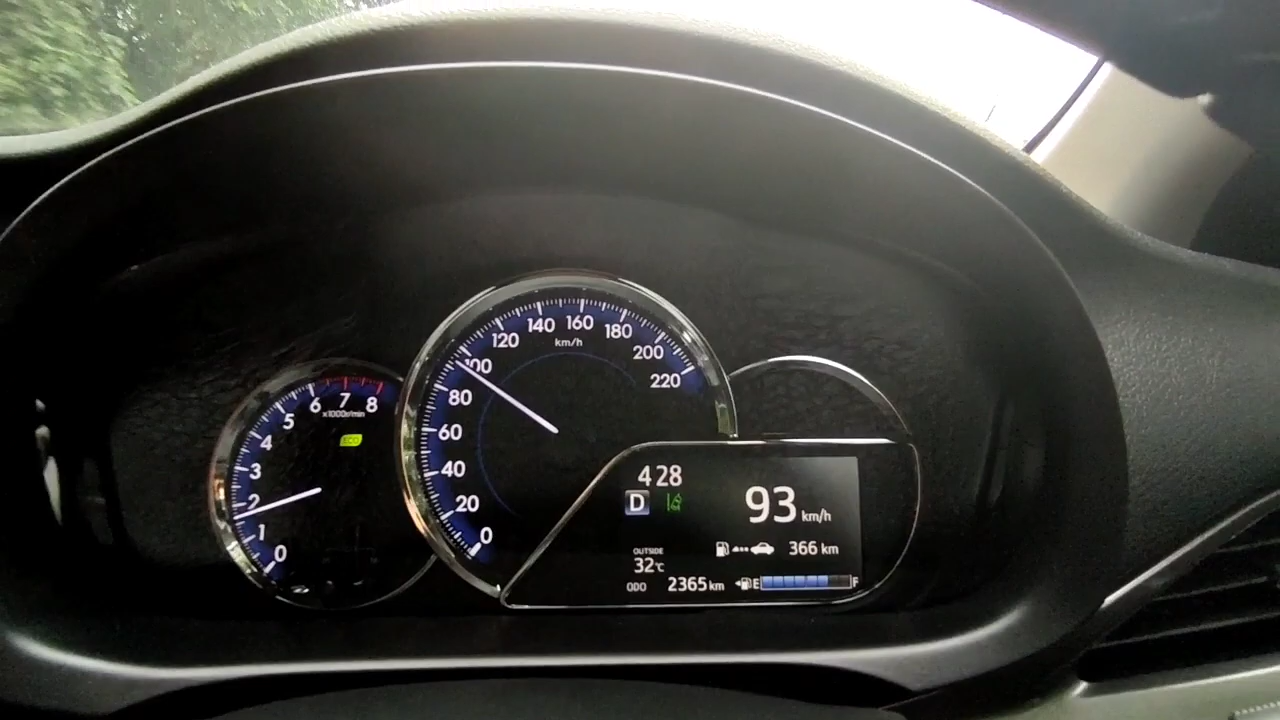 0 1 2 3 4 5 6 7 8
x1000r/min
ECO
0 20 40 60 80 100 120 140 160 180 200 220
km/h
4 28
D
93 km/h
OUTSIDE
32°C
366 km
ODO 2365 km
E F